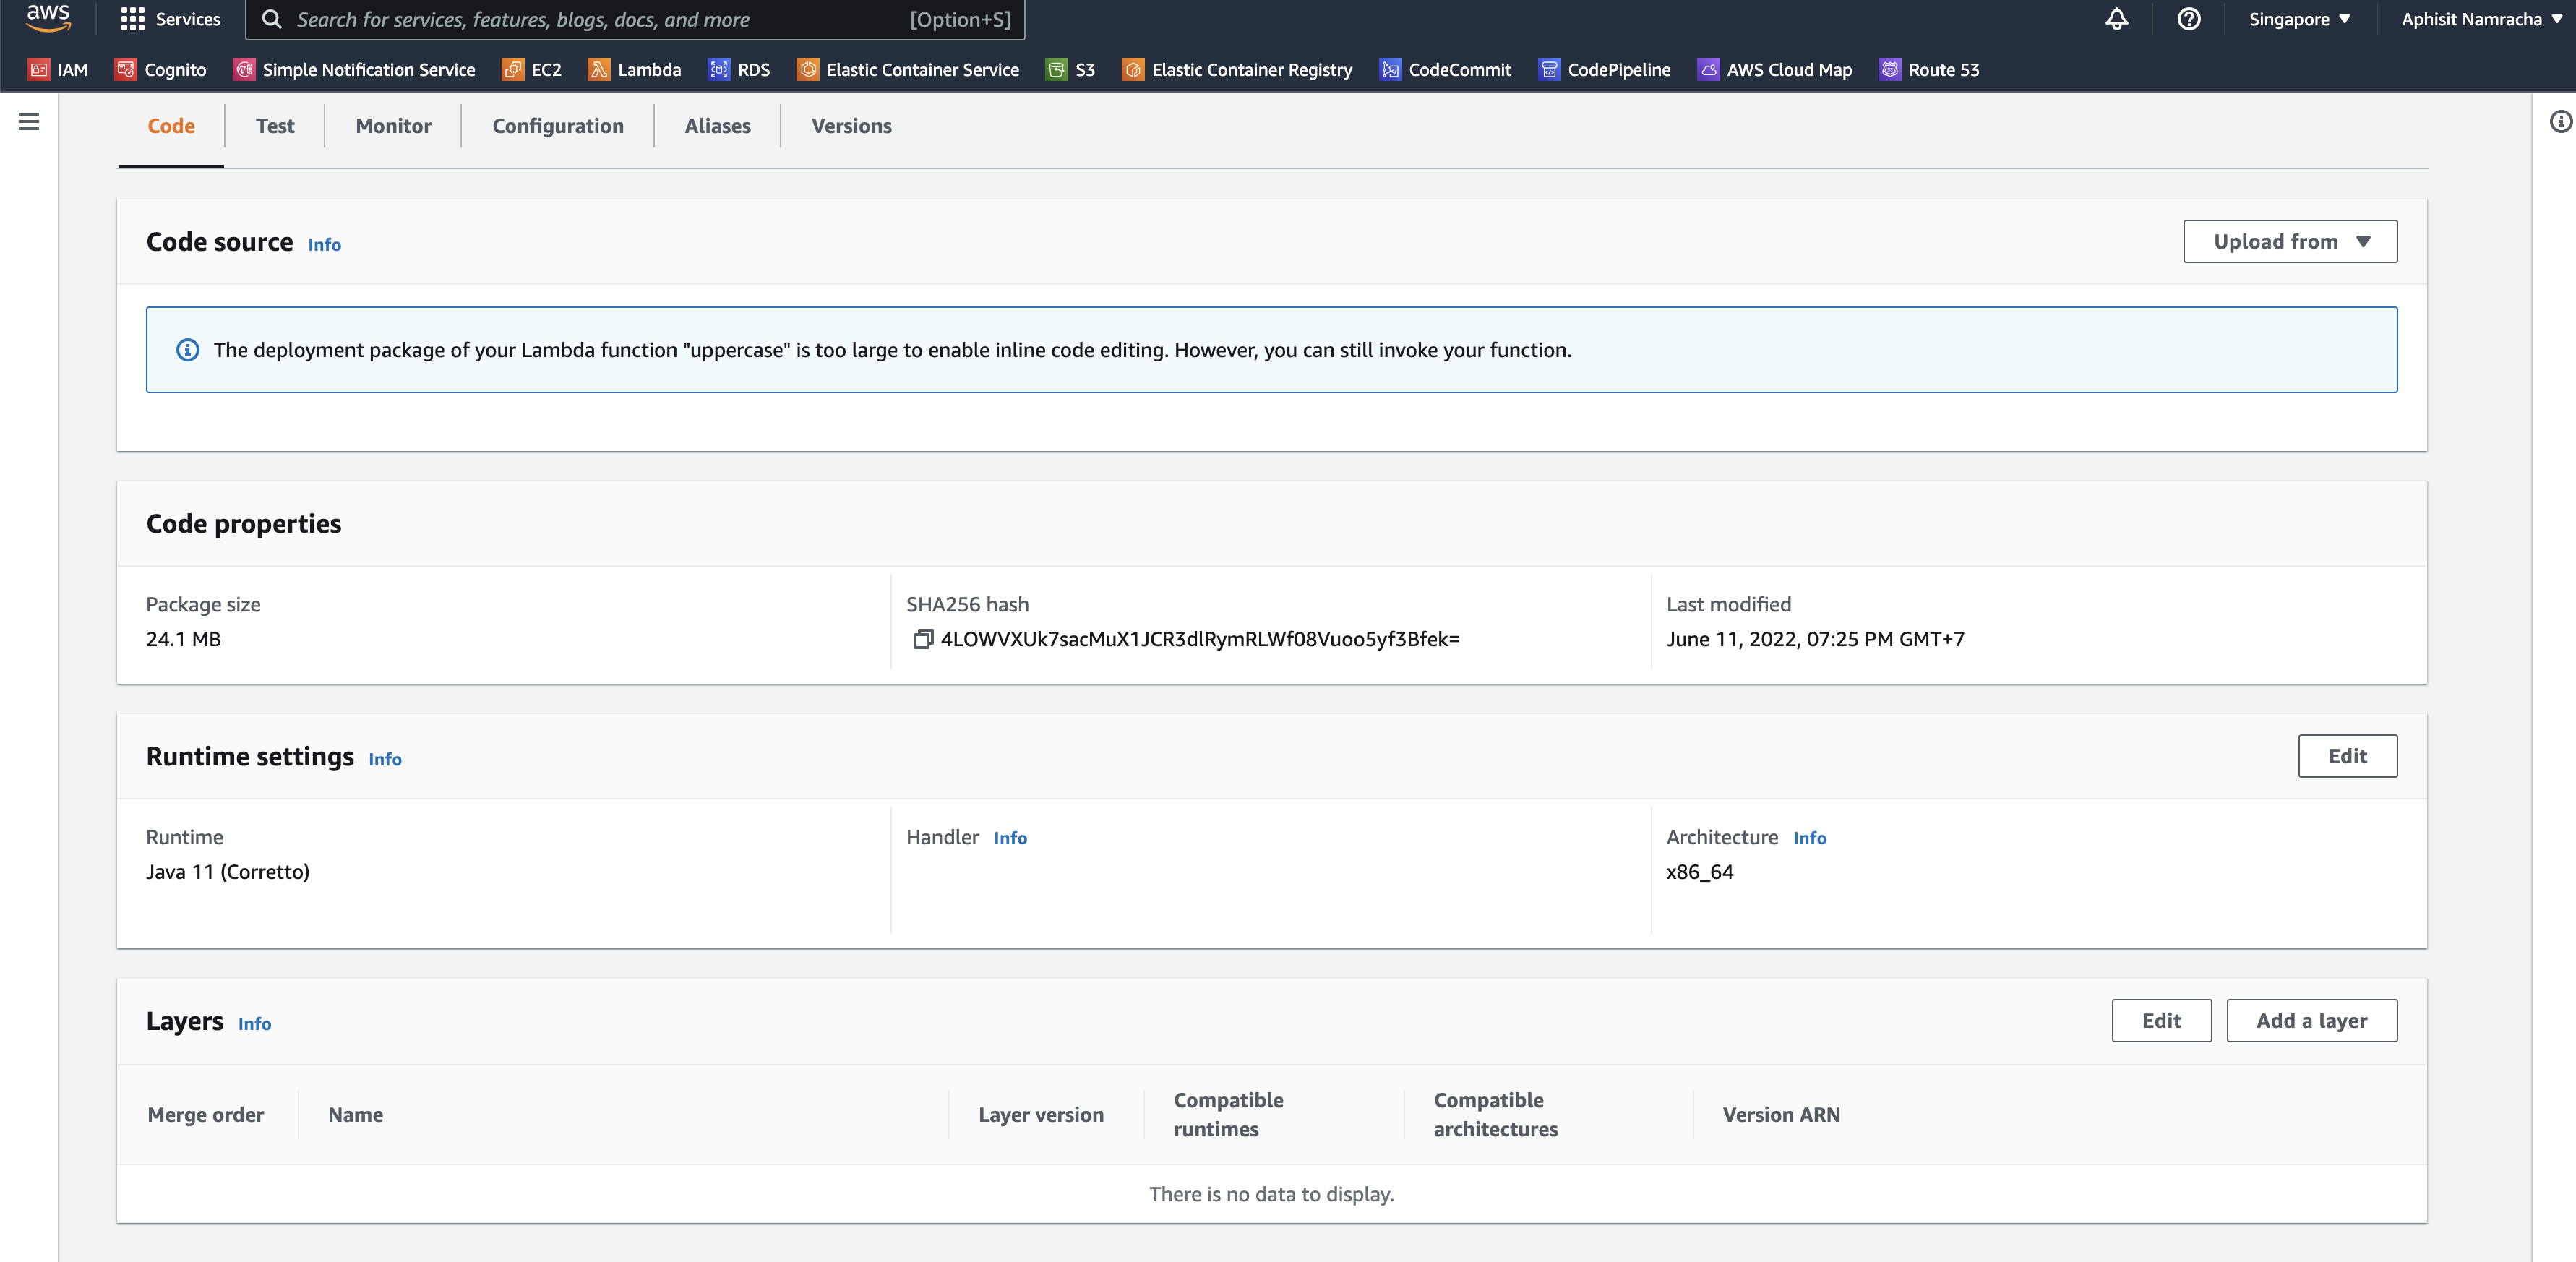 aws Services Search for services, features, blogs, docs, and more [Option+S] Singapore ▼ Aphisit Namracha ▼
IAM Cognito Simple Notification Service EC2 Lambda RDS Elastic Container Service S3 Elastic Container Registry CodeCommit CodePipeline AWS Cloud Map Route 53
Code Test Monitor Configuration Aliases Versions
Code source Info Upload from ▼
The deployment package of your Lambda function "uppercase" is too large to enable inline code editing. However, you can still invoke your function.
Code properties
Package size SHA256 hash Last modified
24.1 MB 4LOWVXUk7sacMuX1JCR3dlRymRLWf08Vuoo5yf3Bfek= June 11, 2022, 07:25 PM GMT+7
Runtime settings Info Edit
Runtime Handler Info Architecture Info
Java 11 (Corretto) x86_64
Layers Info Edit Add a layer
Merge order Name Layer version Compatible runtimes Compatible architectures Version ARN
There is no data to display.